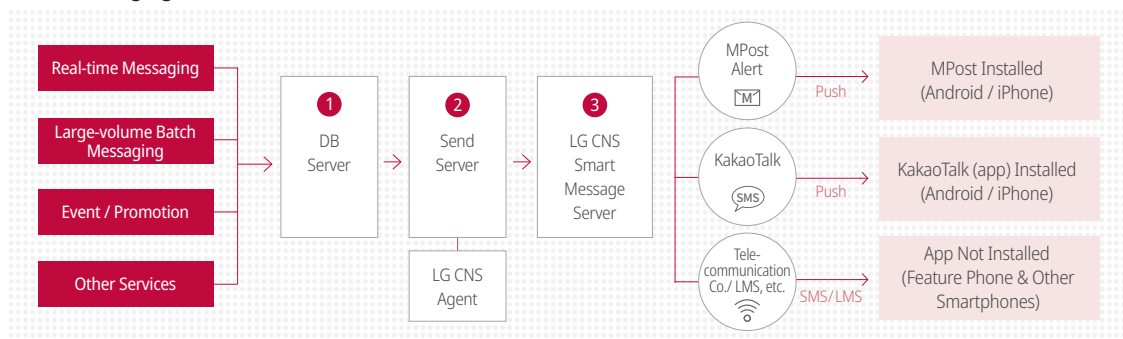 Real-time Messaging
Large-volume Batch
Messaging
Event / Promotion
Other Services
1
DB
Server
2
Send
Server
LG CNS
Agent
3
LG CNS
Smart
Message
Server
MPost
Alert
M
Push
MPost Installed
(Android / iPhone)
KakaoTalk
SMS
Push
KakaoTalk (app) Installed
(Android / iPhone)
Tele-
communication
Co./ LMS, etc.
SMS/LMS
App Not Installed
(Feature Phone & Other
Smartphones)